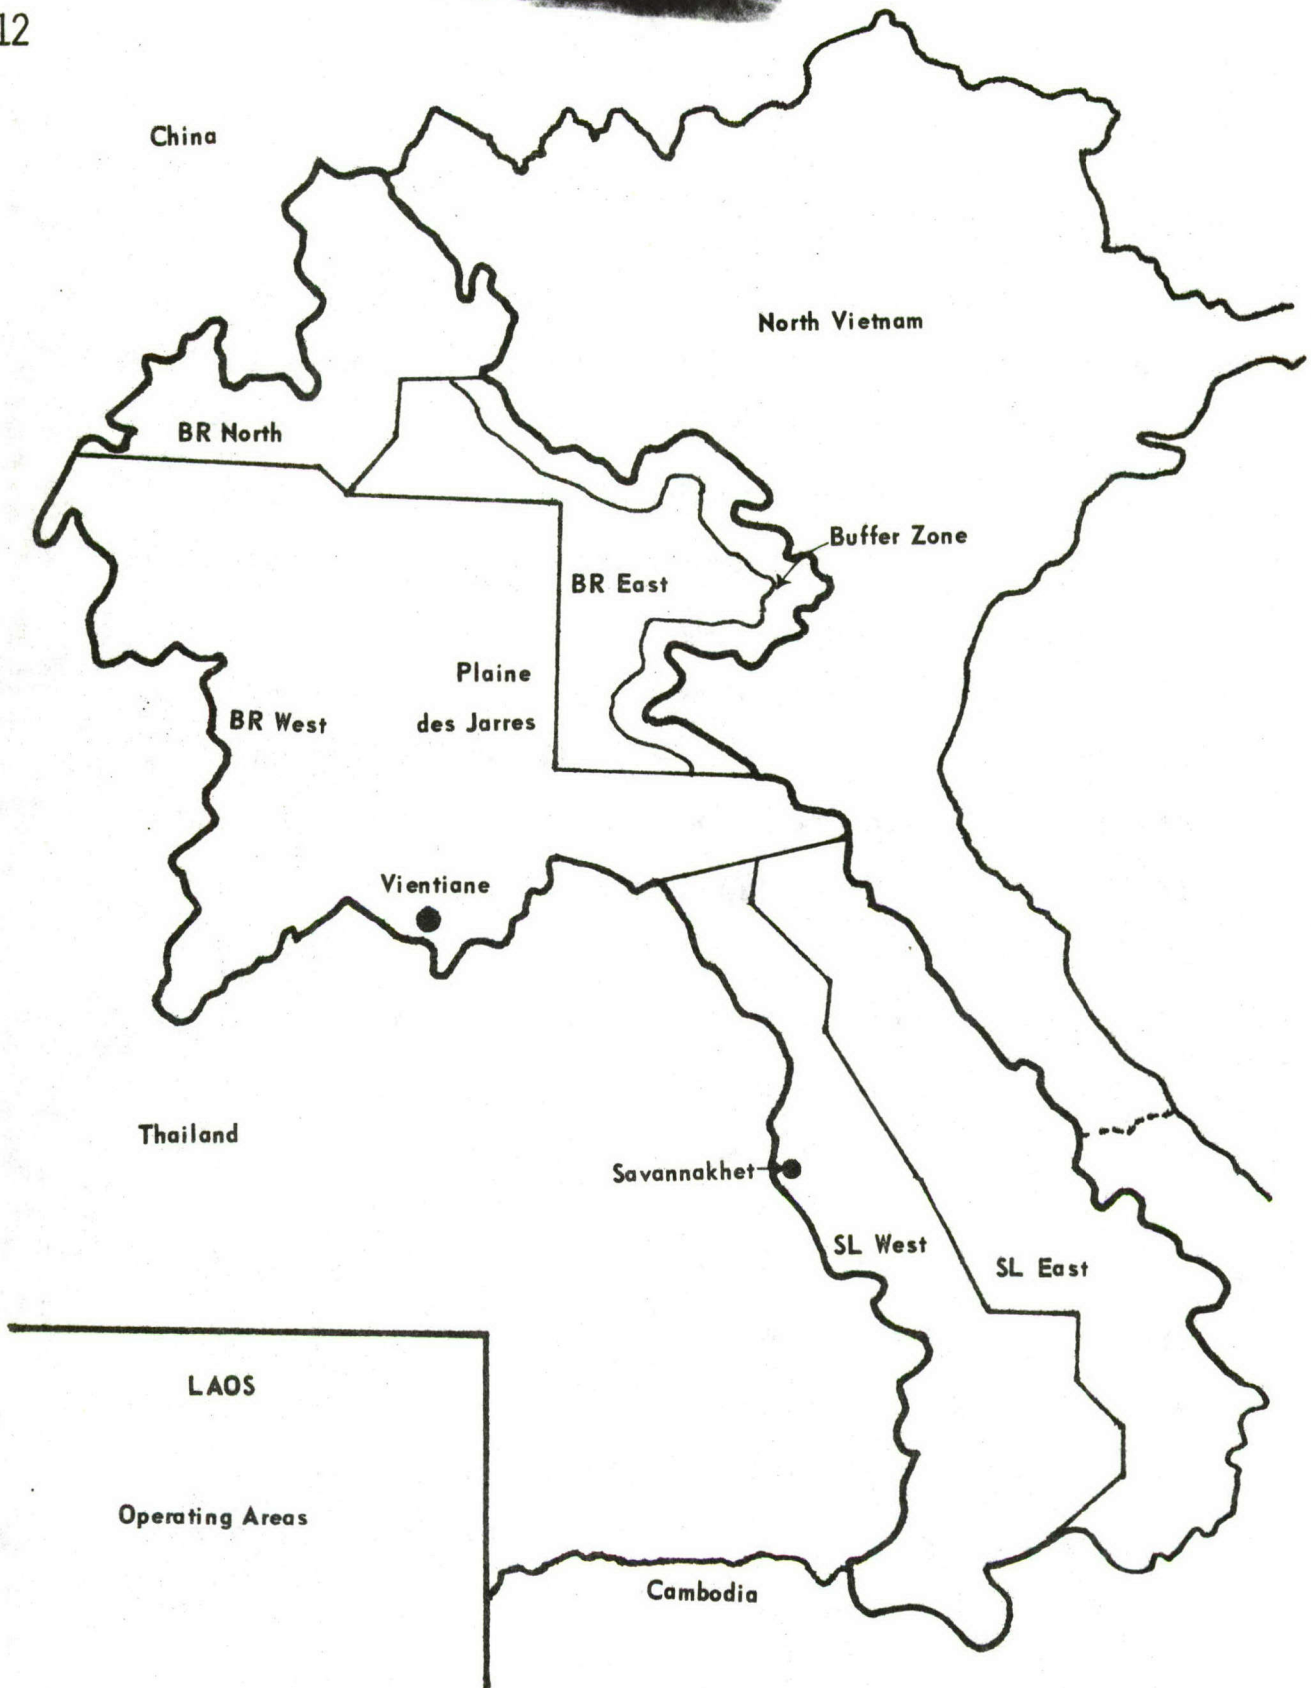 12
China
North Vietnam
BR North
Buffer Zone
BR East
Plaine
des Jarres
BR West
Vientiane
Thailand
Savannakhet
SL West
SL East
LAOS
Operating Areas
Cambodia